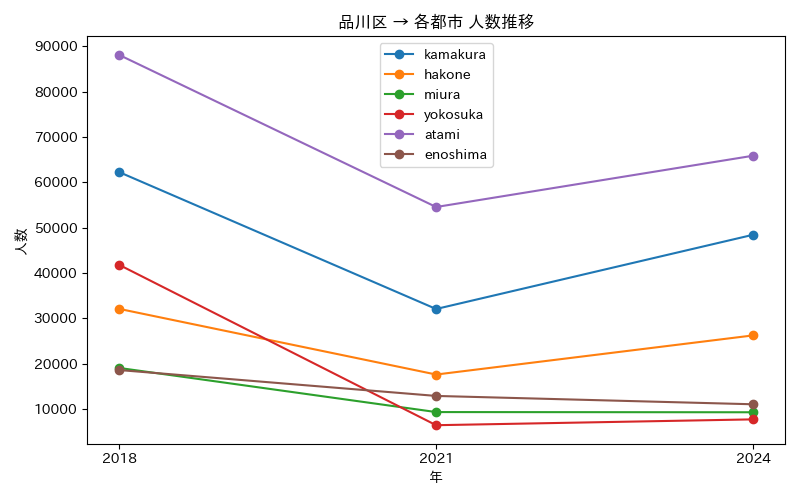 品川区 → 各都市 人数推移
人数
90000
80000
70000
60000
50000
40000
30000
20000
10000
kamakura
hakone
miura
yokosuka
atami
enoshima
2018 2021 2024
年